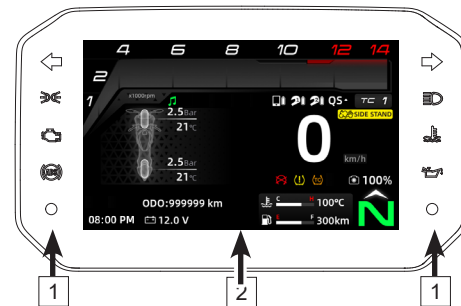 4 6 8 10 12 14
2
1 x1000rpm QS- TC 1
2.5Bar SIDE STAND
21℃
0
km/h
2.5Bar 100%
21℃
ODO:999999 km C H 100℃
08:00 PM 12.0 V E F 300km N
1 2 1